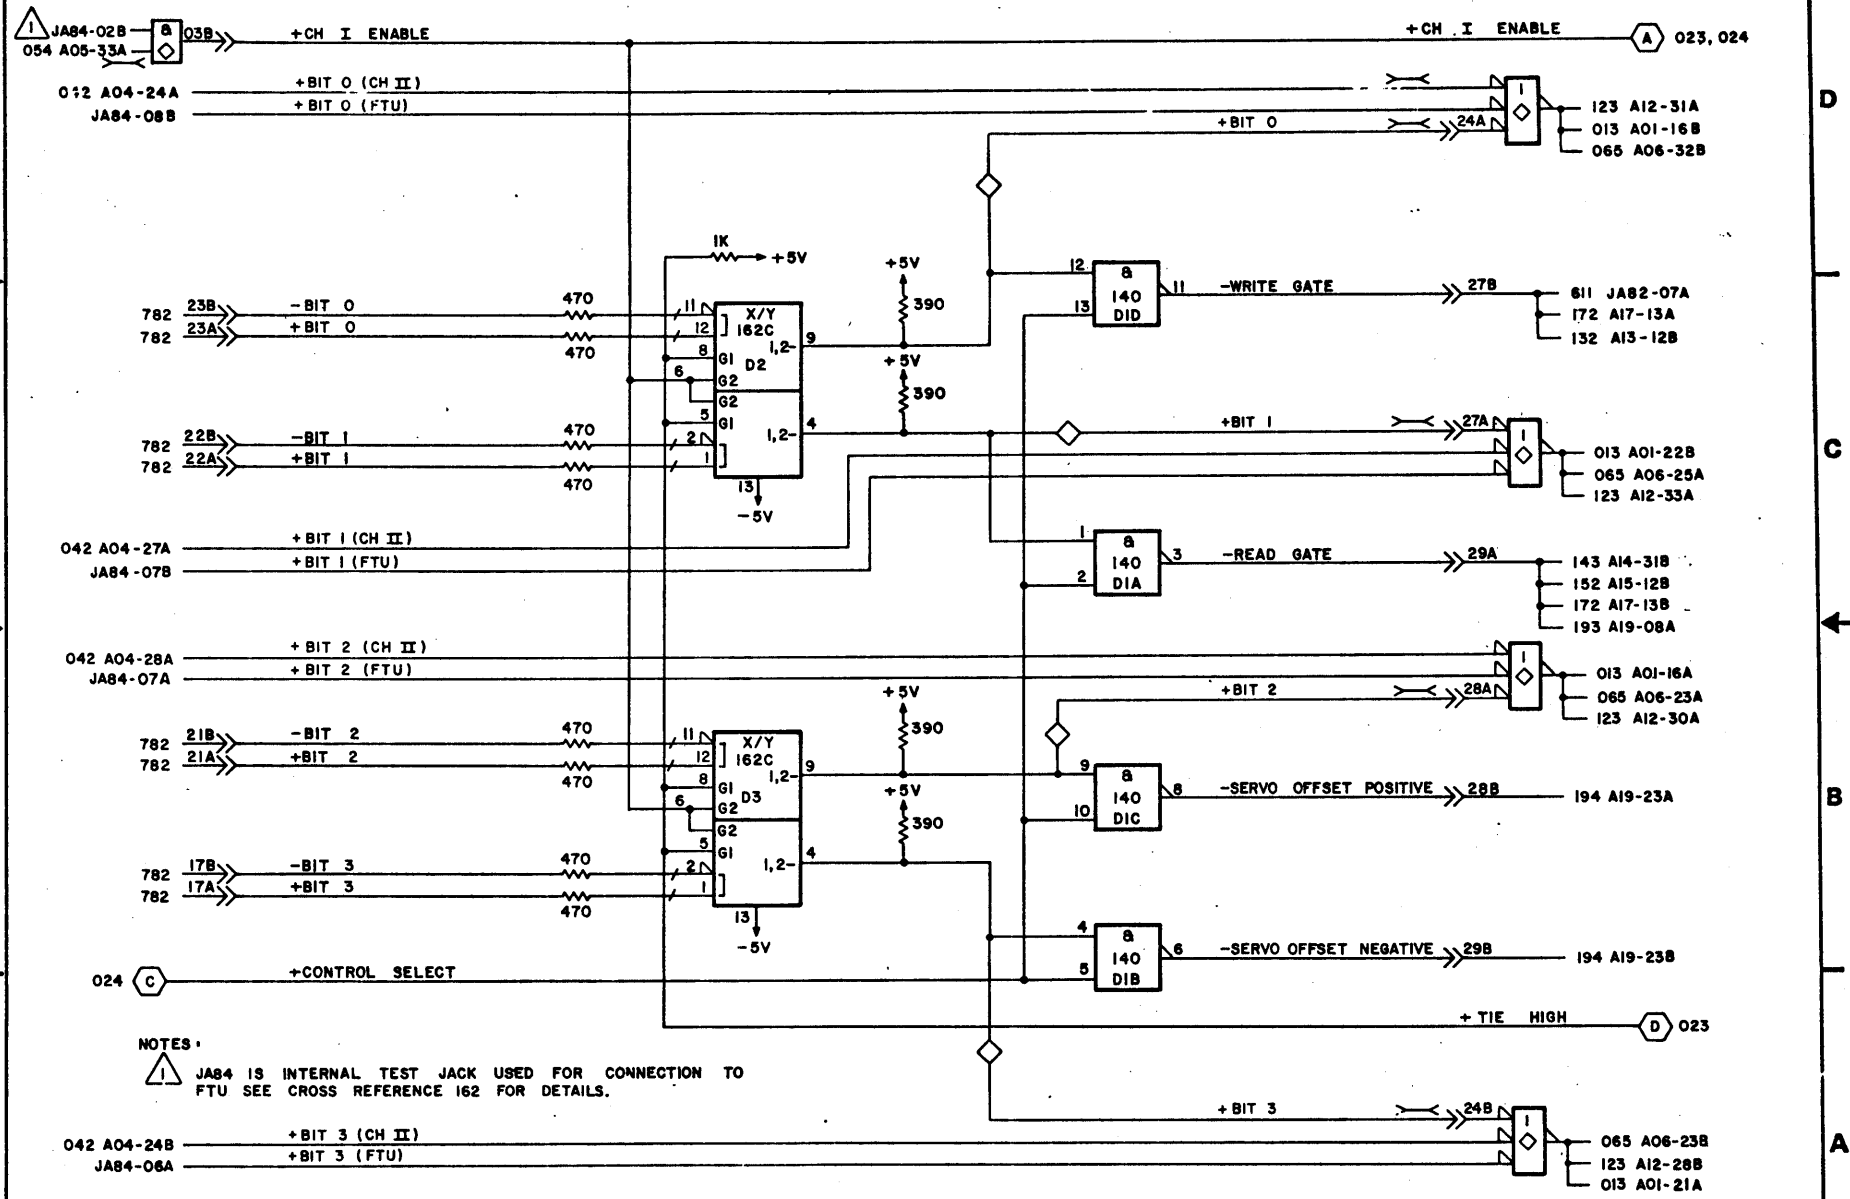 1 JA84-02B & 03B +CH I ENABLE +CH I ENABLE A 023, 024
054 A05-33A
A04-24A +BIT 0 (CH II)
JA84-08B +BIT 0 (FTU)
+BIT 0 24A
1
123 A12-31A
013 A01-16B
065 A06-32B
D
1K +5V
+5V
390
782 23B -BIT 0 470 11
782 23A +BIT 0 470 12
X/Y
162C
1,2- 9
8 G1 D2
6 G2
G2
5 G1
1,2- 4
+5V
390
782 22B -BIT 1 470 2
782 22A +BIT 1 470 1
13
-5V
12 & 11 -WRITE GATE 27B
140
13 D1D
611 JA82-07A
172 A17-13A
132 A13-12B
+BIT 1 27A
1
013 A01-22B
065 A06-25A
123 A12-33A
C
042 A04-27A +BIT 1 (CH II)
JA84-07B +BIT 1 (FTU)
1 & 3 -READ GATE 29A
140
2 D1A
143 A14-31B
152 A15-12B
172 A17-13B
193 A19-08A
042 A04-28A +BIT 2 (CH II)
JA84-07A +BIT 2 (FTU)
+BIT 2 28A
1
013 A01-16A
065 A06-23A
123 A12-30A
+5V
390
782 21B -BIT 2 470 11
782 21A +BIT 2 470 12
X/Y
162C
1,2- 9
8 G1 D3
6 G2
G2
5 G1
1,2- 4
+5V
390
782 17B -BIT 3 470 2
782 17A +BIT 3 470 1
13
-5V
9 & 8 -SERVO OFFSET POSITIVE 28B 194 A19-23A
140
10 D1C
B
4 & 6 -SERVO OFFSET NEGATIVE 29B 194 A19-23B
140
5 D1B
024 C +CONTROL SELECT
+ TIE HIGH D 023
NOTES:
1 JA84 IS INTERNAL TEST JACK USED FOR CONNECTION TO
FTU SEE CROSS REFERENCE 162 FOR DETAILS.
+BIT 3 24B
1
042 A04-24B +BIT 3 (CH II)
JA84-06A +BIT 3 (FTU)
065 A06-23B
123 A12-28B
013 A01-21A
A